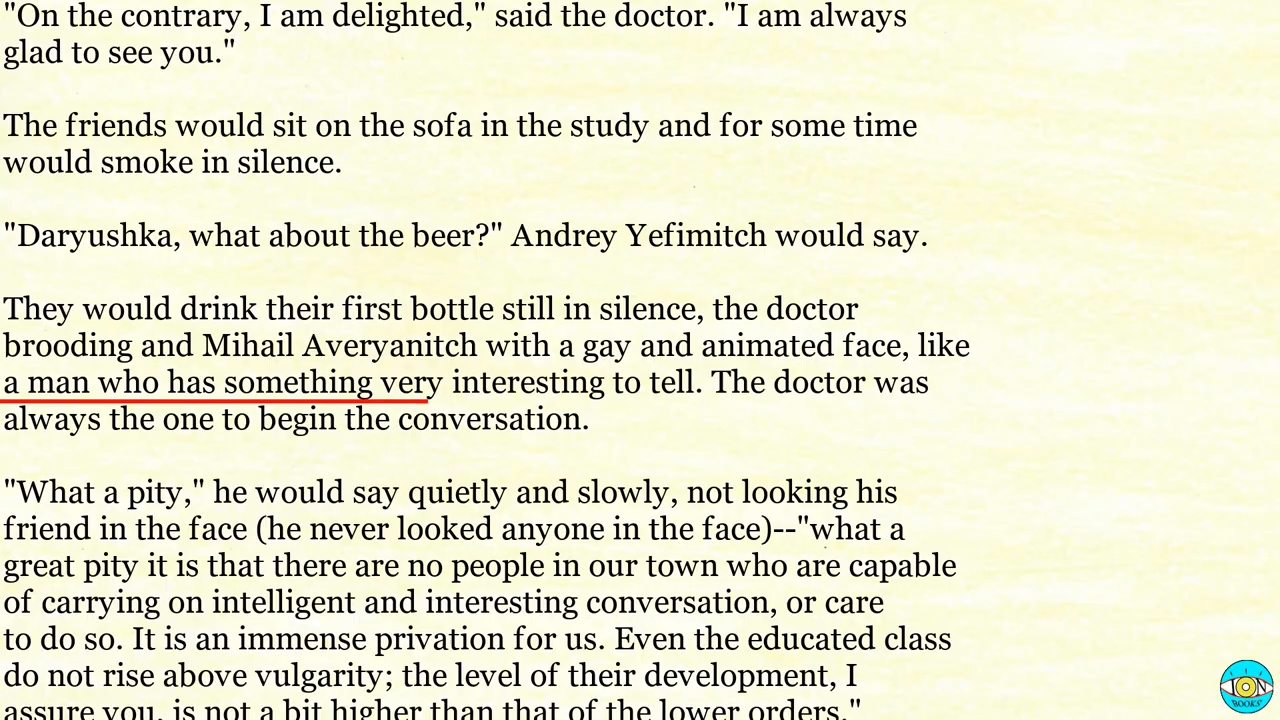 "On the contrary, I am delighted," said the doctor. "I am always
glad to see you."
The friends would sit on the sofa in the study and for some time
would smoke in silence.
"Daryushka, what about the beer?" Andrey Yefimitch would say.
They would drink their first bottle still in silence, the doctor
brooding and Mihail Averyanitch with a gay and animated face, like
a man who has something very interesting to tell. The doctor was
always the one to begin the conversation.
"What a pity," he would say quietly and slowly, not looking his
friend in the face (he never looked anyone in the face)--"what a
great pity it is that there are no people in our town who are capable
of carrying on intelligent and interesting conversation, or care
to do so. It is an immense privation for us. Even the educated class
do not rise above vulgarity; the level of their development, I
assure you, is not a bit higher than that of the lower orders."
ION
BOOKS